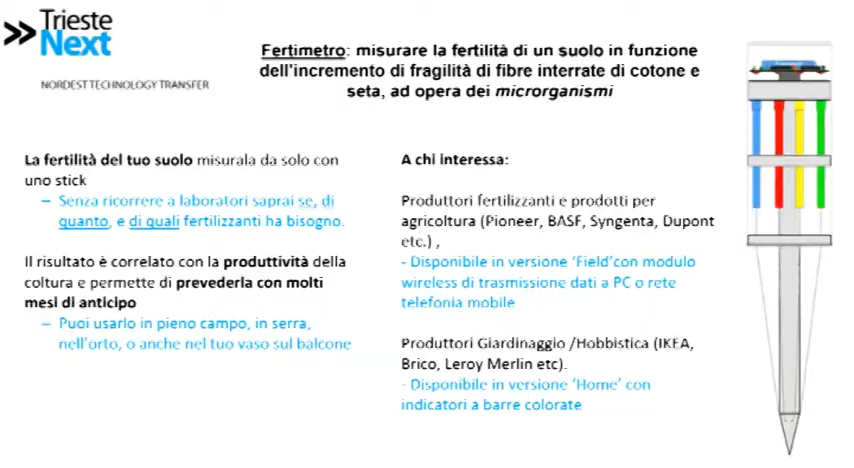 Trieste
Next
NORDEST TECHNOLOGY TRANSFER
Fertimetro: misurare la fertilità di un suolo in funzione
dell'incremento di fragilità di fibre interrate di cotone e
seta, ad opera dei microrganismi
La fertilità del tuo suolo misurala da solo con
uno stick
– Senza ricorrere a laboratori saprai se, di
quanto, e di quali fertilizzanti ha bisogno.
Il risultato è correlato con la produttività della
coltura e permette di prevederla con molti
mesi di anticipo
– Puoi usarlo in pieno campo, in serra,
nell'orto, o anche nel tuo vaso sul balcone
A chi interessa:
Produttori fertilizzanti e prodotti per
agricoltura (Pioneer, BASF, Syngenta, Dupont
etc.) ,
- Disponibile in versione 'Field'con modulo
wireless di trasmissione dati a PC o rete
telefonia mobile
Produttori Giardinaggio /Hobbistica (IKEA,
Brico, Leroy Merlin etc).
- Disponibile in versione 'Home' con
indicatori a barre colorate